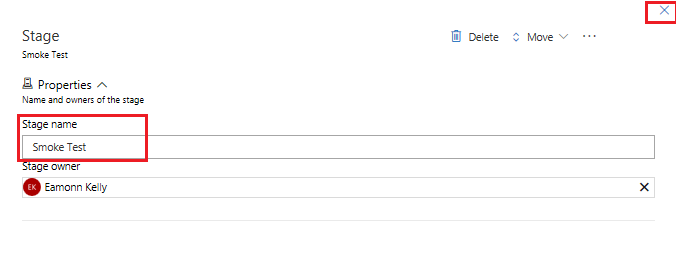 Stage
Delete
Move
Smoke Test
Properties
Name and owners of the stage
Stage name
Smoke Test
Stage owner
EK Eamonn Kelly